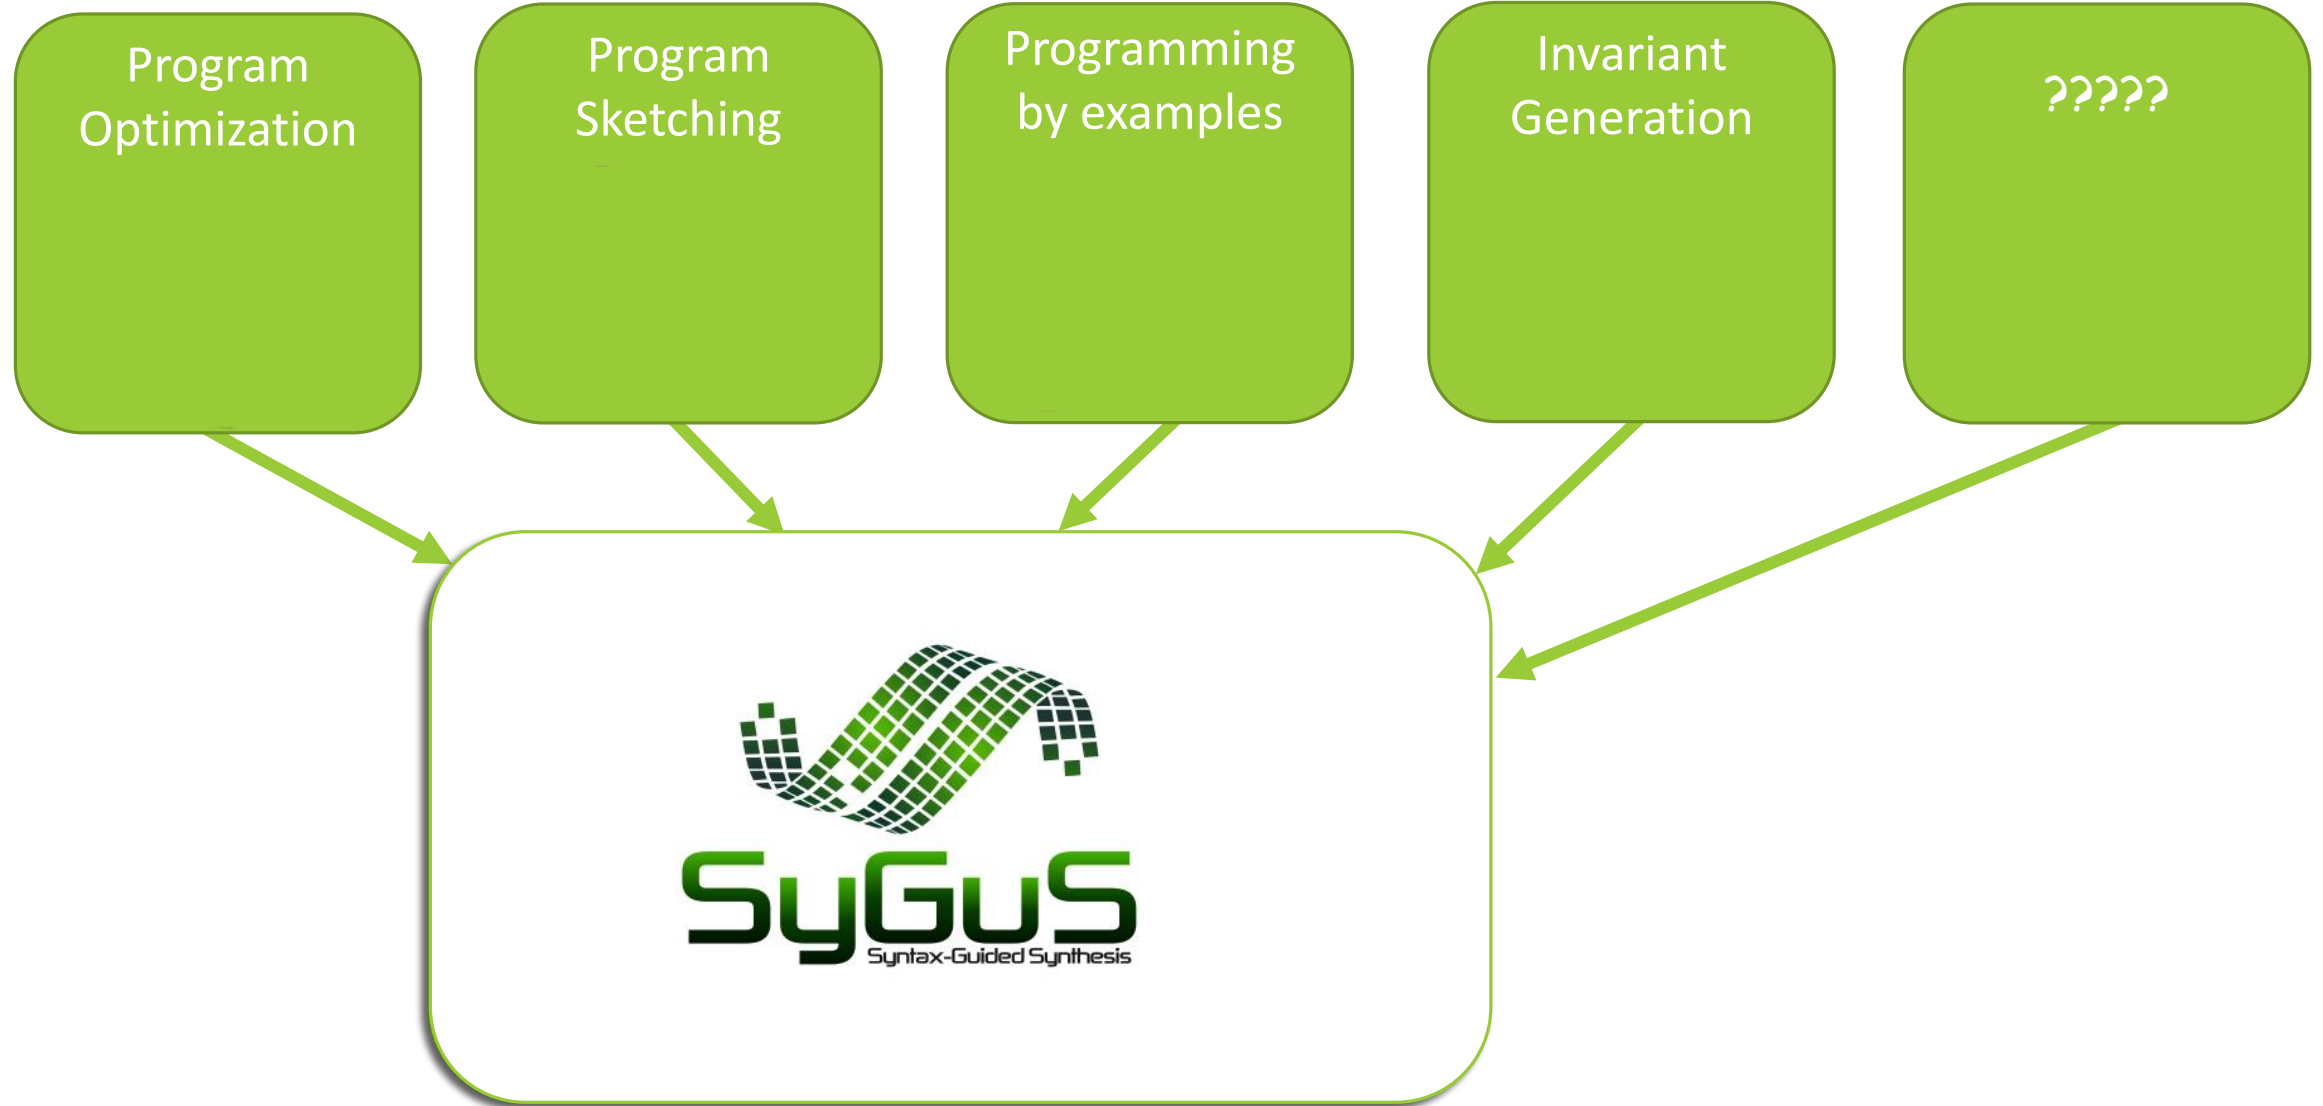 Program
Optimization
Program
Sketching
Programming
by examples
Invariant
Generation
?????
SyGuS
Syntax-Guided Synthesis